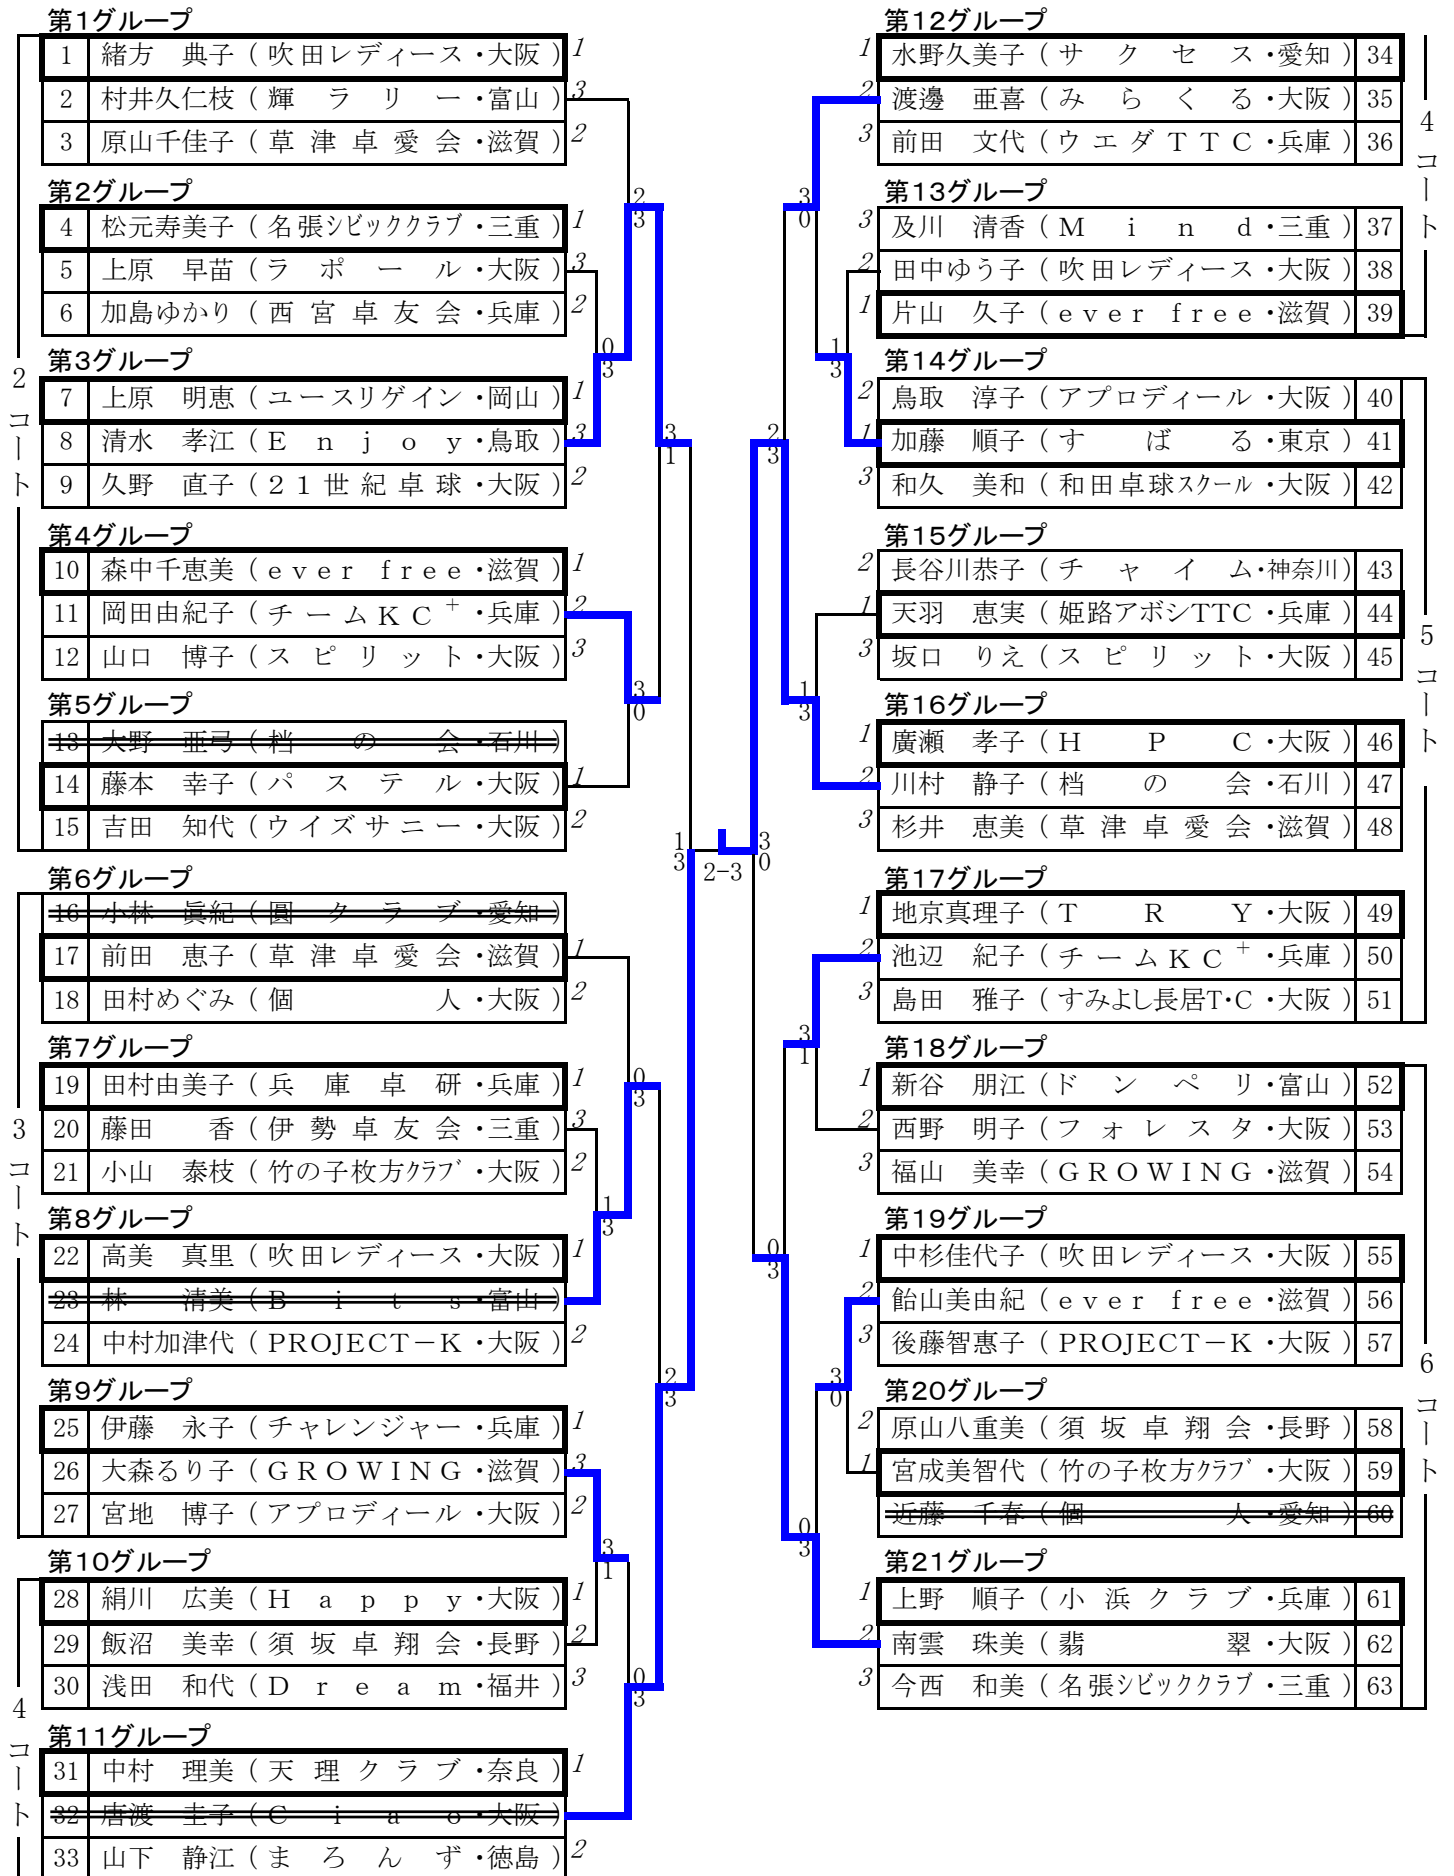 第1グループ
1 緒方 典子 ( 吹田レディース・大阪 ) 1
2 村井久仁枝 ( 輝ラリー・富山 ) 3
3 原山千佳子 ( 草津卓愛会・滋賀 ) 2
第2グループ
4 松元寿美子 ( 名張シビッククラブ・三重 ) 1
5 上原 早苗 ( ラポール・大阪 ) 3
6 加島ゆかり ( 西宮卓友会・兵庫 ) 2
第3グループ
7 上原 明恵 ( ユースリゲイン・岡山 ) 1
8 清水 孝江 ( Enjoy・鳥取 ) 3
9 久野 直子 ( 21世紀卓球・大阪 ) 2
第4グループ
10 森中千恵美 ( ever free・滋賀 ) 1
11 岡田由紀子 ( チームKC+・兵庫 ) 2
12 山口 博子 ( スピリット・大阪 ) 3
第5グループ
13 大野 亜弓 ( 档の会・石川 )
14 藤本 幸子 ( パステル・大阪 ) 1
15 吉田 知代 ( ウイズサニー・大阪 ) 2
2コート
第6グループ
16 小林 眞紀 ( 圓クラブ・愛知 )
17 前田 恵子 ( 草津卓愛会・滋賀 ) 1
18 田村めぐみ ( 個人・大阪 ) 2
第7グループ
19 田村由美子 ( 兵庫卓研・兵庫 ) 1
20 藤田 香 ( 伊勢卓友会・三重 ) 3
21 小山 泰枝 ( 竹の子枚方クラブ・大阪 ) 2
第8グループ
22 高美 真里 ( 吹田レディース・大阪 ) 1
23 林 清美 ( Bits・富山 )
24 中村加津代 ( PROJECT-K・大阪 ) 2
第9グループ
25 伊藤 永子 ( チャレンジャー・兵庫 ) 1
26 大森るり子 ( GROWING・滋賀 ) 3
27 宮地 博子 ( アプロディール・大阪 ) 2
3コート
第10グループ
28 絹川 広美 ( Happy・大阪 ) 1
29 飯沼 美幸 ( 須坂卓翔会・長野 ) 2
30 浅田 和代 ( Dream・福井 ) 3
第11グループ
31 中村 理美 ( 天理クラブ・奈良 ) 1
32 唐渡 圭子 ( Ciao・大阪 )
33 山下 静江 ( まろんず・徳島 ) 2
4コート
2
3
0
3
3
1
3
0
1
3
0
3
1
3
2
3
3
1
0
3
2-3
第12グループ
1 水野久美子 ( サクセス・愛知 ) 34
2 渡邊 亜喜 ( みらくる・大阪 ) 35
3 前田 文代 ( ウエダTTC・兵庫 ) 36
第13グループ
3 及川 清香 ( Mind・三重 ) 37
2 田中ゆう子 ( 吹田レディース・大阪 ) 38
1 片山 久子 ( ever free・滋賀 ) 39
4コート
第14グループ
2 鳥取 淳子 ( アプロディール・大阪 ) 40
1 加藤 順子 ( すばる・東京 ) 41
3 和久 美和 ( 和田卓球スクール・大阪 ) 42
第15グループ
2 長谷川恭子 ( チャイム・神奈川 ) 43
1 天羽 恵実 ( 姫路アボシTTC・兵庫 ) 44
3 坂口 りえ ( スピリット・大阪 ) 45
第16グループ
1 廣瀬 孝子 ( HPC・大阪 ) 46
2 川村 静子 ( 档の会・石川 ) 47
3 杉井 恵美 ( 草津卓愛会・滋賀 ) 48
第17グループ
1 地京真理子 ( TRY・大阪 ) 49
2 池辺 紀子 ( チームKC+・兵庫 ) 50
3 島田 雅子 ( すみよし長居T・C・大阪 ) 51
5コート
第18グループ
1 新谷 朋江 ( ドンペリ・富山 ) 52
2 西野 明子 ( フォレスタ・大阪 ) 53
3 福山 美幸 ( GROWING・滋賀 ) 54
第19グループ
1 中杉佳代子 ( 吹田レディース・大阪 ) 55
2 飴山美由紀 ( ever free・滋賀 ) 56
3 後藤智惠子 ( PROJECT-K・大阪 ) 57
第20グループ
2 原山八重美 ( 須坂卓翔会・長野 ) 58
1 宮成美智代 ( 竹の子枚方クラブ・大阪 ) 59
近藤 千春 ( 個人・愛知 ) 60
第21グループ
1 上野 順子 ( 小浜クラブ・兵庫 ) 61
2 南雲 珠美 ( 翡翠・大阪 ) 62
3 今西 和美 ( 名張シビッククラブ・三重 ) 63
6コート
3
0
1
3
2
3
1
3
3
0
3
1
0
3
3
0
0
3